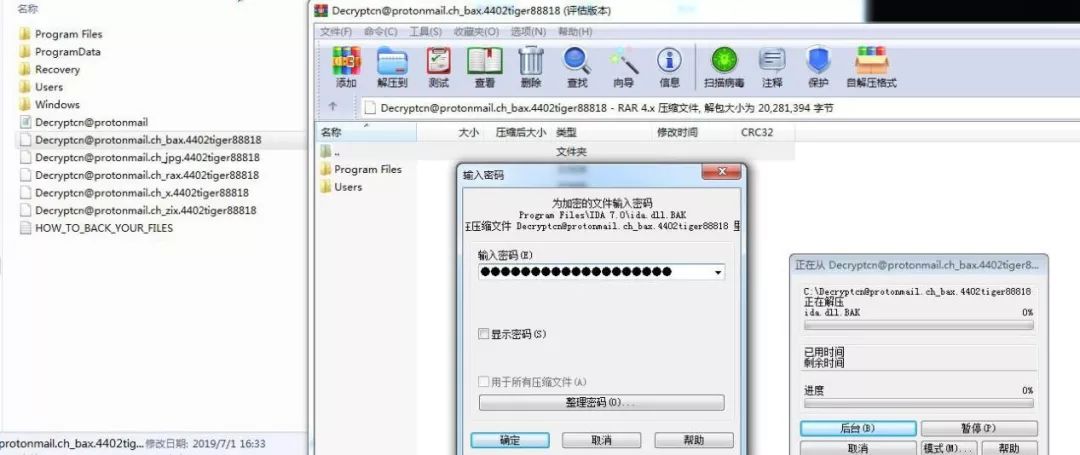 名称
Program Files
ProgramData
Recovery
Users
Windows
Decryptcn@protonmail
Decryptcn@protonmail.ch_bax.4402tiger88818
Decryptcn@protonmail.ch_jpg.4402tiger88818
Decryptcn@protonmail.ch_rax.4402tiger88818
Decryptcn@protonmail.ch_x.4402tiger88818
Decryptcn@protonmail.ch_zix.4402tiger88818
HOW_TO_BACK_YOUR_FILES
protonmail.ch_bax.4402tig... 修改日期: 2019/7/1 16:33
Decryptcn@protonmail.ch_bax.4402tiger88818 (评估版本)
文件(F) 命令(C) 工具(S) 收藏夹(O) 选项(N) 帮助(H)
添加 解压到 测试 查看 删除 查找 向导 信息 扫描病毒 注释 保护 自解压格式
Decryptcn@protonmail.ch_bax.4402tiger88818 - RAR 4.x 压缩文件, 解包大小为 20,281,394 字节
名称 大小 压缩后大小 类型 修改时间 CRC32
.. 文件夹
Program Files
Users
输入密码
为加密的文件输入密码
Program Files\IDA 7.0\ida.dll.BAK
压缩文件 Decryptcn@protonmail.ch_bax.4402tiger88818 里
输入密码(E)
显示密码(S)
用于所有压缩文件(A)
整理密码(O)...
确定 取消 帮助
正在从 Decryptcn@protonmail.ch_bax.4402tiger8...
C:\Decryptcn@protonmail.ch_bax.4402tiger88818
正在解压
ida.dll.BAK 0%
已用时间
剩余时间
进度 0%
后台(B) 暂停(P)
取消 模式(M)... 帮助